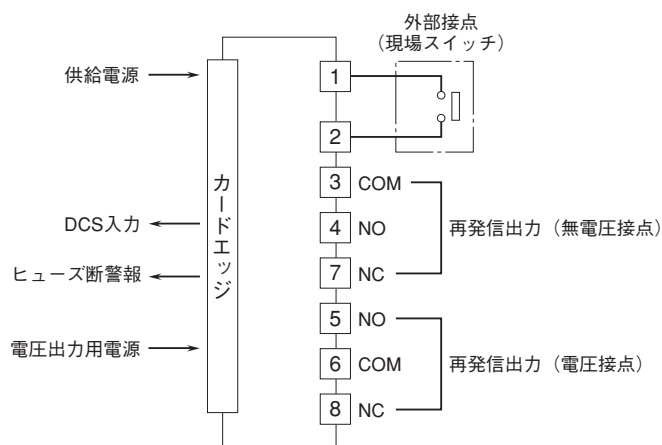 外部接点
(現場スイッチ)
供給電源
1
2
カードエッジ
3 COM
DCS入力
4 NO
再発信出力(無電圧接点)
ヒューズ断警報
7 NC
5 NO
電圧出力用電源
6 COM
再発信出力(電圧接点)
8 NC